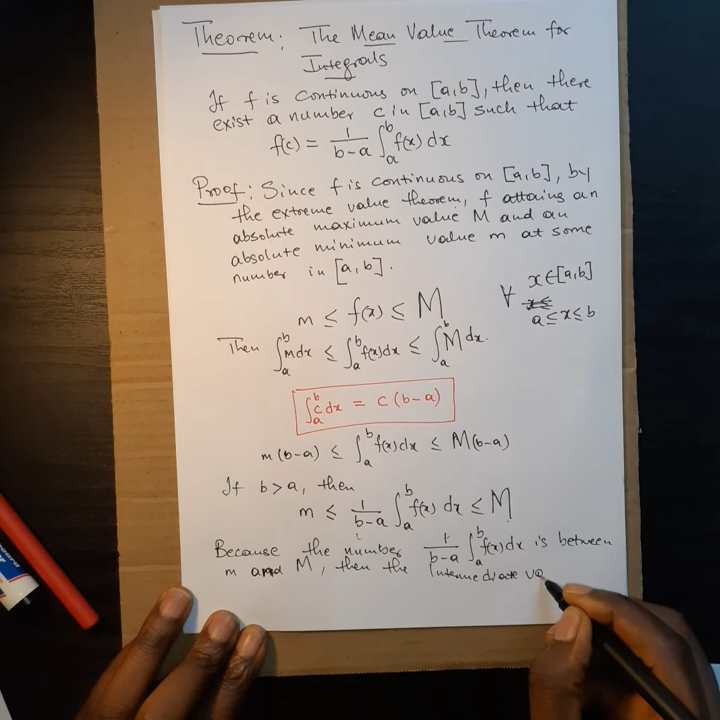 Theorem: The Mean Value Theorem for
Integrals
If f is continuous on [a,b], then there
exist a number c in [a,b] such that
f(c) = 1/(b-a) ∫_a^b f(x) dx
Proof: Since f is continuous on [a,b], by
the extreme value theorem, f attains an
absolute maximum value M and an
absolute minimum value m at some
number in [a,b].
m ≤ f(x) ≤ M ∀ x∈[a,b]
a≤x≤b
Then ∫_a^b m dx ≤ ∫_a^b f(x)dx ≤ ∫_a^b M dx.
∫_a^b c dx = c(b-a)
m(b-a) ≤ ∫_a^b f(x)dx ≤ M(b-a)
If b>a, then
m ≤ 1/(b-a) ∫_a^b f(x) dx ≤ M
Because the number 1/(b-a) ∫_a^b f(x)dx is between
m and M, then the Intermediate va